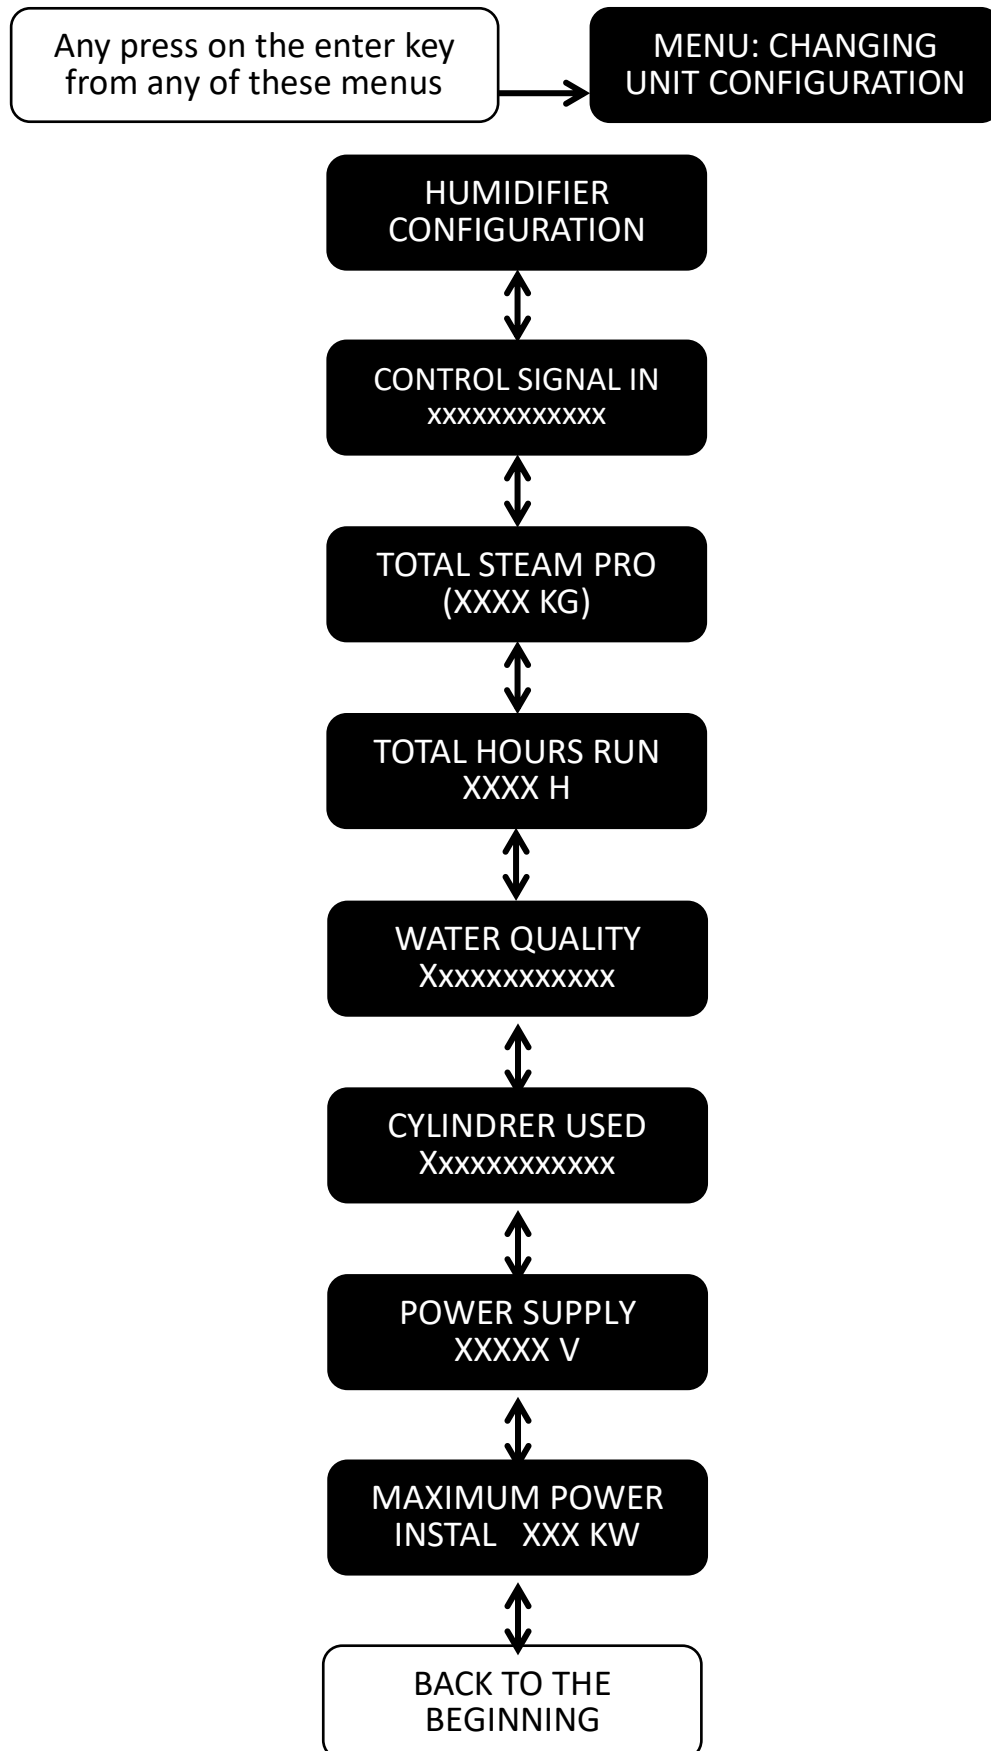 Any press on the enter key
from any of these menus
MENU: CHANGING
UNIT CONFIGURATION
HUMIDIFIER
CONFIGURATION
CONTROL SIGNAL IN
xxxxxxxxxxxx
TOTAL STEAM PRO
(XXXX KG)
TOTAL HOURS RUN
XXXX H
WATER QUALITY
Xxxxxxxxxxxxx
CYLINDRER USED
Xxxxxxxxxxxxx
POWER SUPPLY
XXXXX V
MAXIMUM POWER
INSTAL   XXX KW
BACK TO THE
BEGINNING